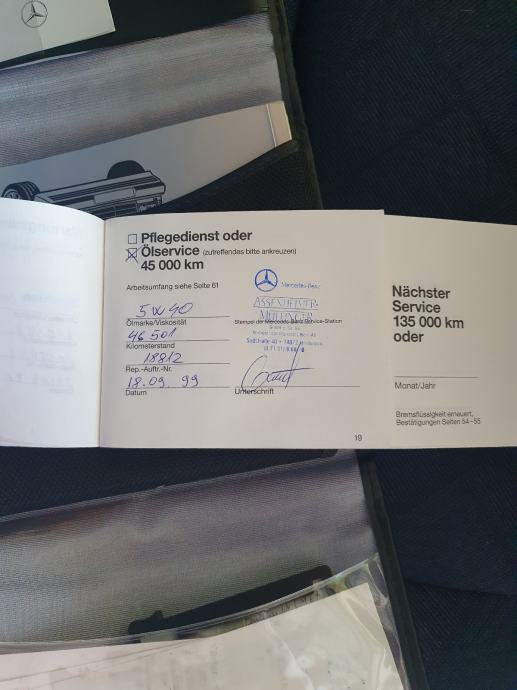 Pflegedienst oder
Ölservice (zutreffendes bitte ankreuzen)
45 000 km
Arbeitsumfang siehe Seite 61
5W40
Ölmarke/Viskosität
46 501
Kilometerstand
18812
Rep.-Auftr.-Nr.
18.09.99
Datum
Mercedes-Benz
ASSENHEIMER
MULFINGER
Stempel der Mercedes-Benz Service-Station
Unterschrift
19
Nächster
Service
135 000 km
oder
Monat/Jahr
Bremsflüssigkeit erneuert,
Bestätigungen Seiten 54–55